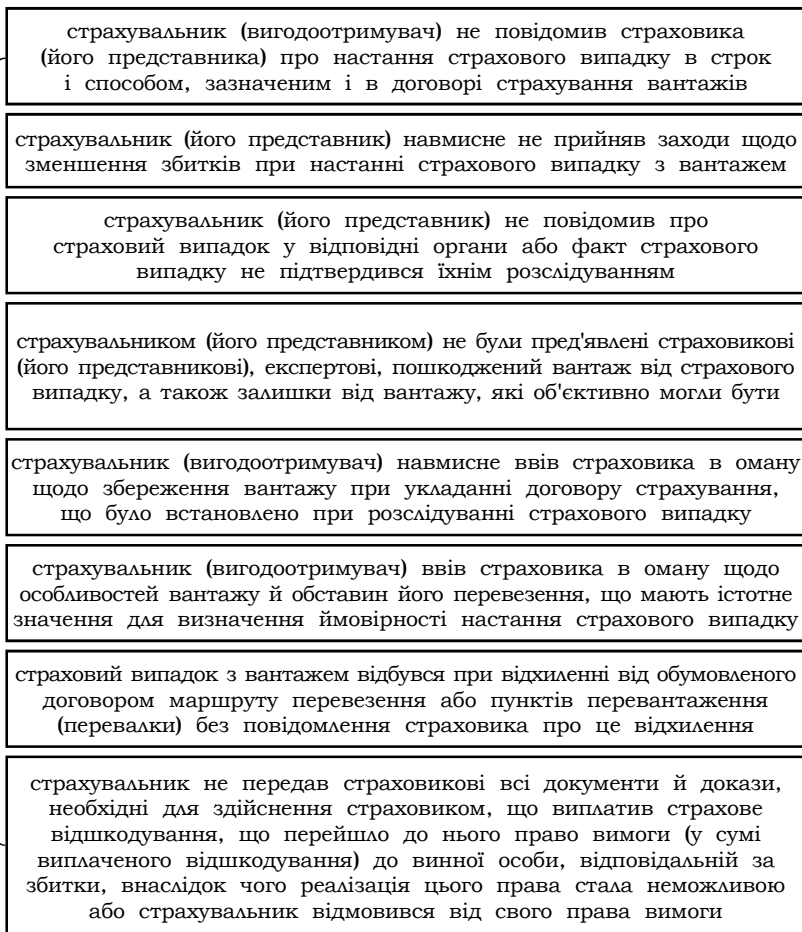 страхувальник (вигодоотримувач) не повідомив страховика
(його представника) про настання страхового випадку в строк
і способом, зазначеним і в договорі страхування вантажів
страхувальник (його представник) навмисне не прийняв заходи щодо
зменшення збитків при настанні страхового випадку з вантажем
страхувальник (його представник) не повідомив про
страховий випадок у відповідні органи або факт страхового
випадку не підтвердився їхнім розслідуванням
страхувальником (його представником) не були пред'явлені страховикові
(його представникові), експертові, пошкоджений вантаж від страхового
випадку, а також залишки від вантажу, які об'єктивно могли бути
страхувальник (вигодоотримувач) навмисне ввів страховика в оману
щодо збереження вантажу при укладанні договору страхування,
що було встановлено при розслідуванні страхового випадку
страхувальник (вигодоотримувач) ввів страховика в оману щодо
особливостей вантажу й обставин його перевезення, що мають істотне
значення для визначення ймовірності настання страхового випадку
страховий випадок з вантажем відбувся при відхиленні від обумовленого
договором маршруту перевезення або пунктів перевантаження
(перевалки) без повідомлення страховика про це відхилення
страхувальник не передав страховикові всі документи й докази,
необхідні для здійснення страховиком, що виплатив страхове
відшкодування, що перейшло до нього право вимоги (у сумі
виплаченого відшкодування) до винної особи, відповідальній за
збитки, внаслідок чого реалізація цього права стала неможливою
або страхувальник відмовився від свого права вимоги